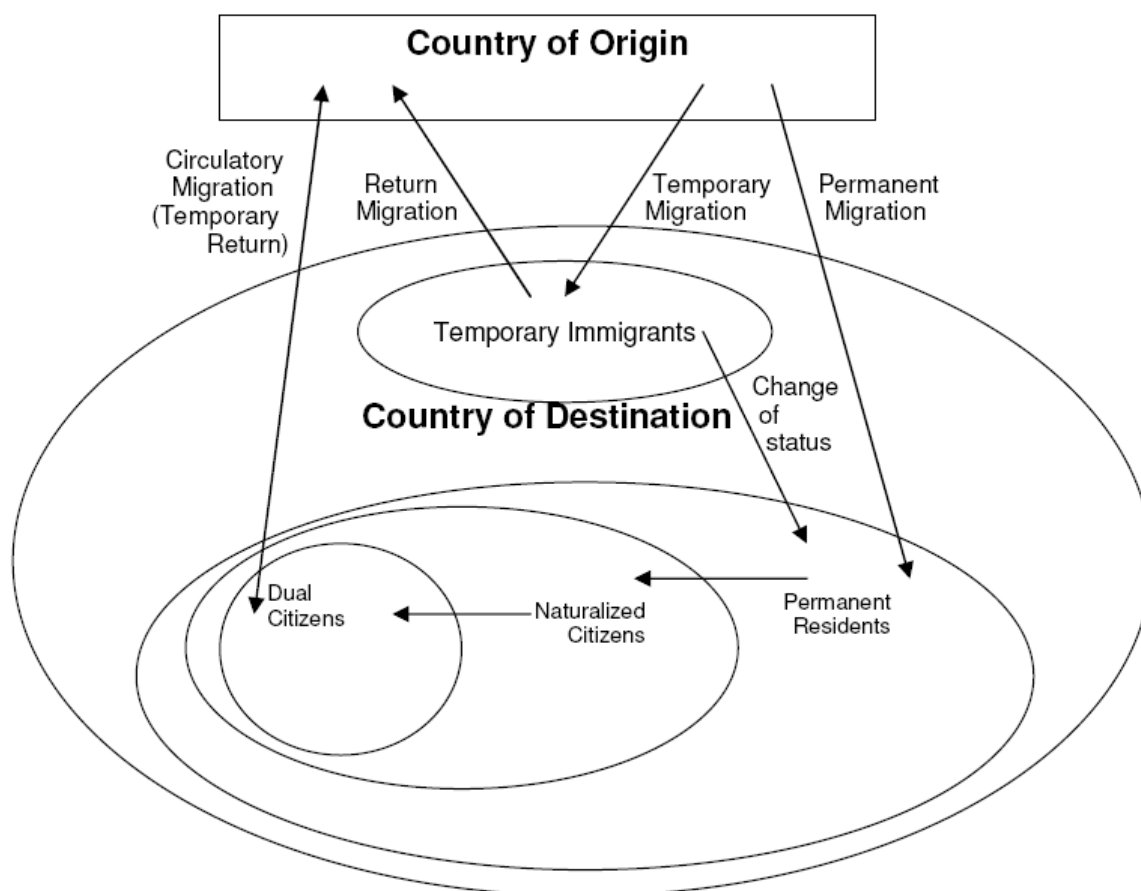 Country of Origin
Circulatory
Migration
(Temporary
Return)
Return
Migration
Temporary
Migration
Permanent
Migration
Temporary Immigrants
Change
of
status
Country of Destination
Dual
Citizens
Naturalized
Citizens
Permanent
Residents